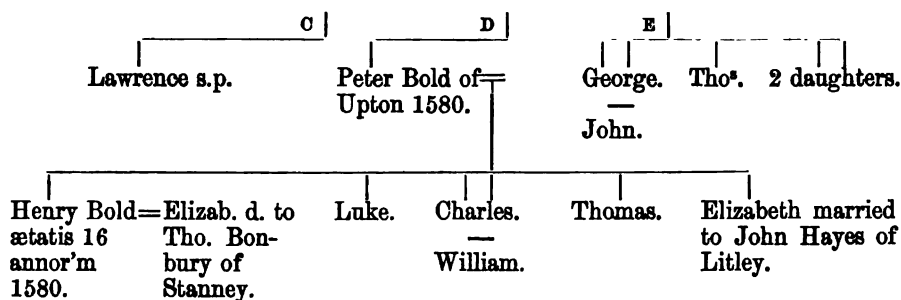 C D E
Lawrence s.p. Peter Bold of= George. Thoˢ. 2 daughters.
Upton 1580. —
John.
Henry Bold=Elizab. d. to Luke. Charles. Thomas. Elizabeth married
ætatis 16 Tho. Bon- — to John Hayes of
annor'm bury of William. Litley.
1580. Stanney.